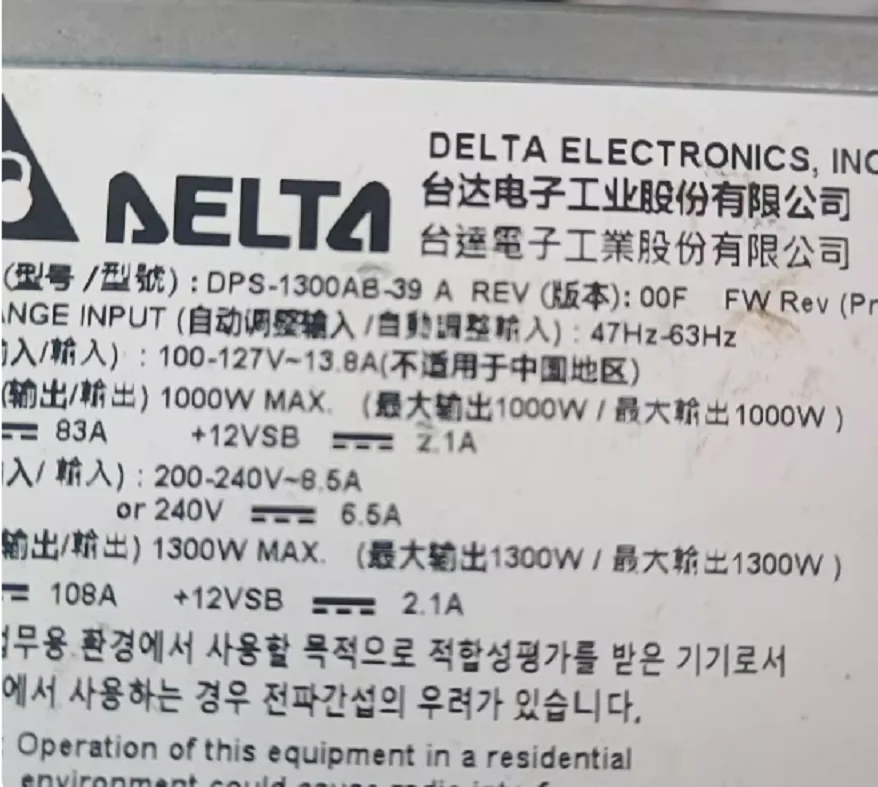 DELTA
DELTA ELECTRONICS, INC
台达电子工业股份有限公司
台達電子工業股份有限公司
(型号 /型號) : DPS-1300AB-39 A REV (版本): 00F FW Rev (Pr
ANGE INPUT (自动调整输入 /自動調整輸入) : 47Hz-63Hz
入/輸入) : 100-127V~13.8A(不适用于中国地区)
(输出/輸出) 1000W MAX. (最大输出1000W / 最大輸出1000W )
83A +12VSB 2.1A
入/ 輸入) : 200-240V~8.5A
or 240V 6.5A
输出/輸出) 1300W MAX. (最大输出1300W / 最大輸出1300W )
108A +12VSB 2.1A
업무용 환경에서 사용할 목적으로 적합성평가를 받은 기기로서
에서 사용하는 경우 전파간섭의 우려가 있습니다.
: Operation of this equipment in a residential
environment could cause radio interf